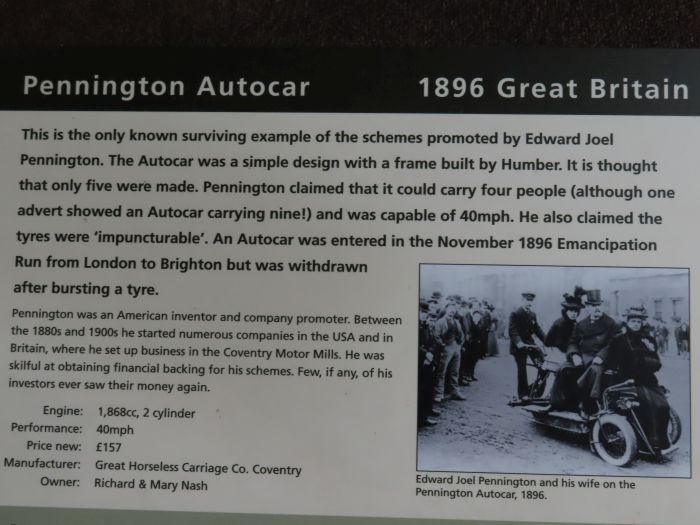 Pennington Autocar 1896 Great Britain
This is the only known surviving example of the schemes promoted by Edward Joel
Pennington. The Autocar was a simple design with a frame built by Humber. It is thought
that only five were made. Pennington claimed that it could carry four people (although one
advert showed an Autocar carrying nine!) and was capable of 40mph. He also claimed the
tyres were ‘impuncturable’. An Autocar was entered in the November 1896 Emancipation
Run from London to Brighton but was withdrawn
after bursting a tyre.
Pennington was an American inventor and company promoter. Between
the 1880s and 1900s he started numerous companies in the USA and in
Britain, where he set up business in the Coventry Motor Mills. He was
skilful at obtaining financial backing for his schemes. Few, if any, of his
investors ever saw their money again.
Engine: 1,868cc, 2 cylinder
Performance: 40mph
Price new: £157
Manufacturer: Great Horseless Carriage Co. Coventry
Owner: Richard & Mary Nash
Edward Joel Pennington and his wife on the
Pennington Autocar, 1896.